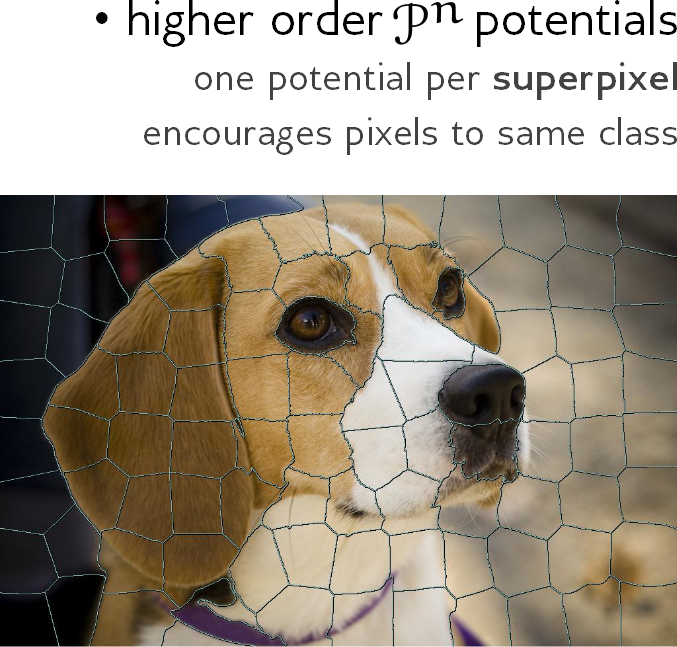 • higher order 𝒫ⁿ potentials
one potential per superpixel
encourages pixels to same class